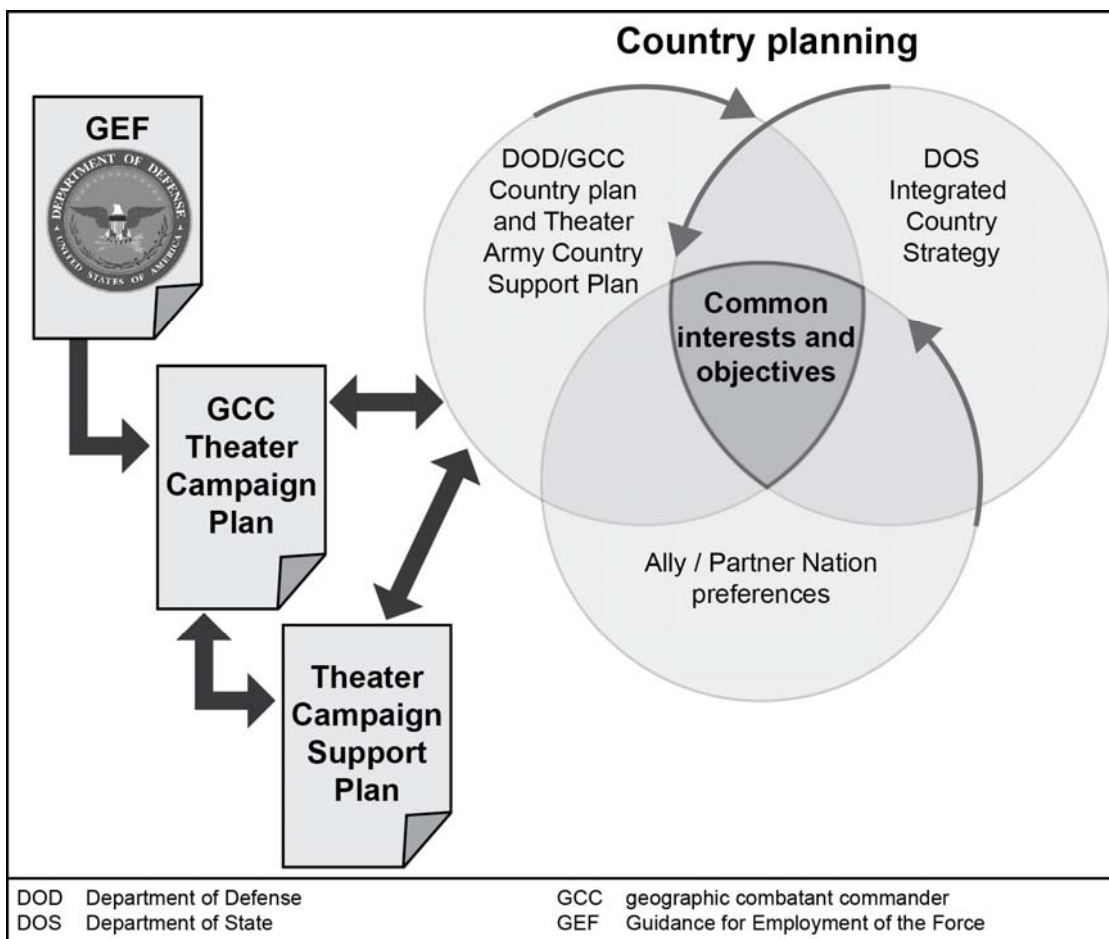 Country planning
GEF
DEPARTMENT OF DEFENSE
UNITED STATES OF AMERICA
DOD/GCC
Country plan
and Theater
Army Country
Support Plan
DOS
Integrated
Country
Strategy
Common
interests and
objectives
Ally / Partner Nation
preferences
GCC
Theater
Campaign
Plan
Theater
Campaign
Support
Plan
DOD Department of Defense
DOS Department of State
GCC geographic combatant commander
GEF Guidance for Employment of the Force